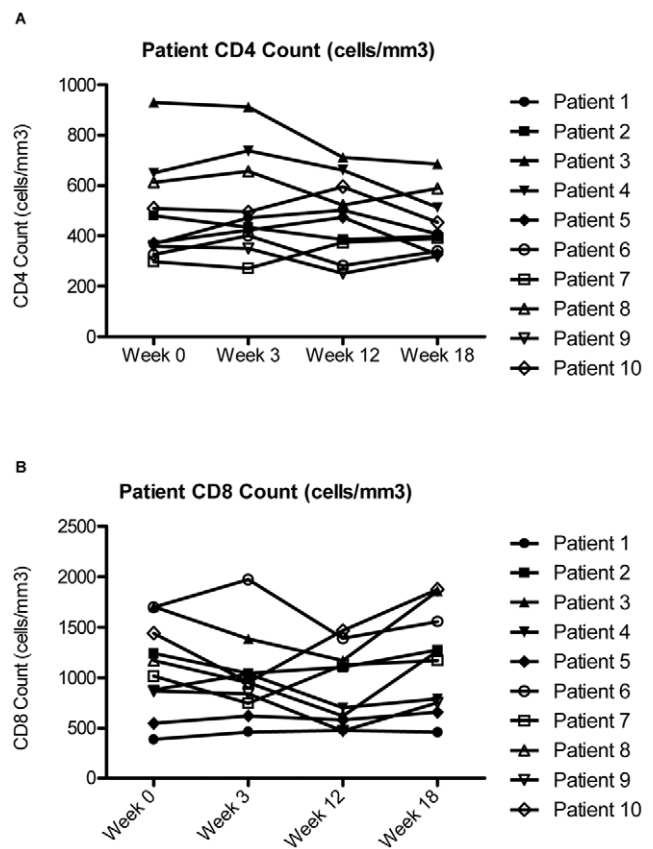 A
Patient CD4 Count (cells/mm3)
CD4 Count (cells/mm3)
1000
800
600
400
200
0
Week 0 Week 3 Week 12 Week 18
Patient 1
Patient 2
Patient 3
Patient 4
Patient 5
Patient 6
Patient 7
Patient 8
Patient 9
Patient 10
B
Patient CD8 Count (cells/mm3)
CD8 Count (cells/mm3)
2500
2000
1500
1000
500
0
Week 0 Week 3 Week 12 Week 18
Patient 1
Patient 2
Patient 3
Patient 4
Patient 5
Patient 6
Patient 7
Patient 8
Patient 9
Patient 10